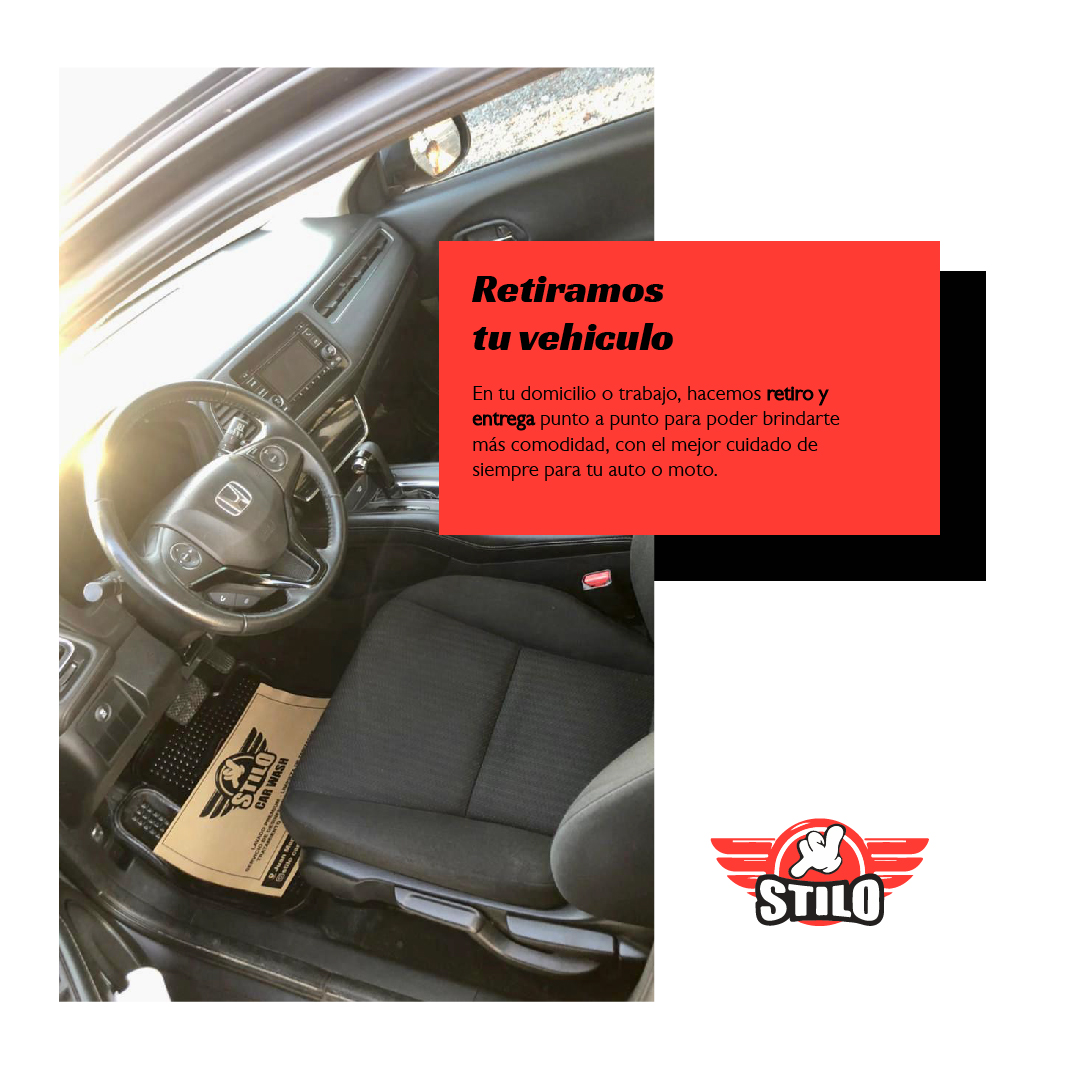 Retiramos
tu vehiculo
En tu domicilio o trabajo, hacemos retiro y
entrega punto a punto para poder brindarte
más comodidad, con el mejor cuidado de
siempre para tu auto o moto.
STILO
CAR WASH
STILO